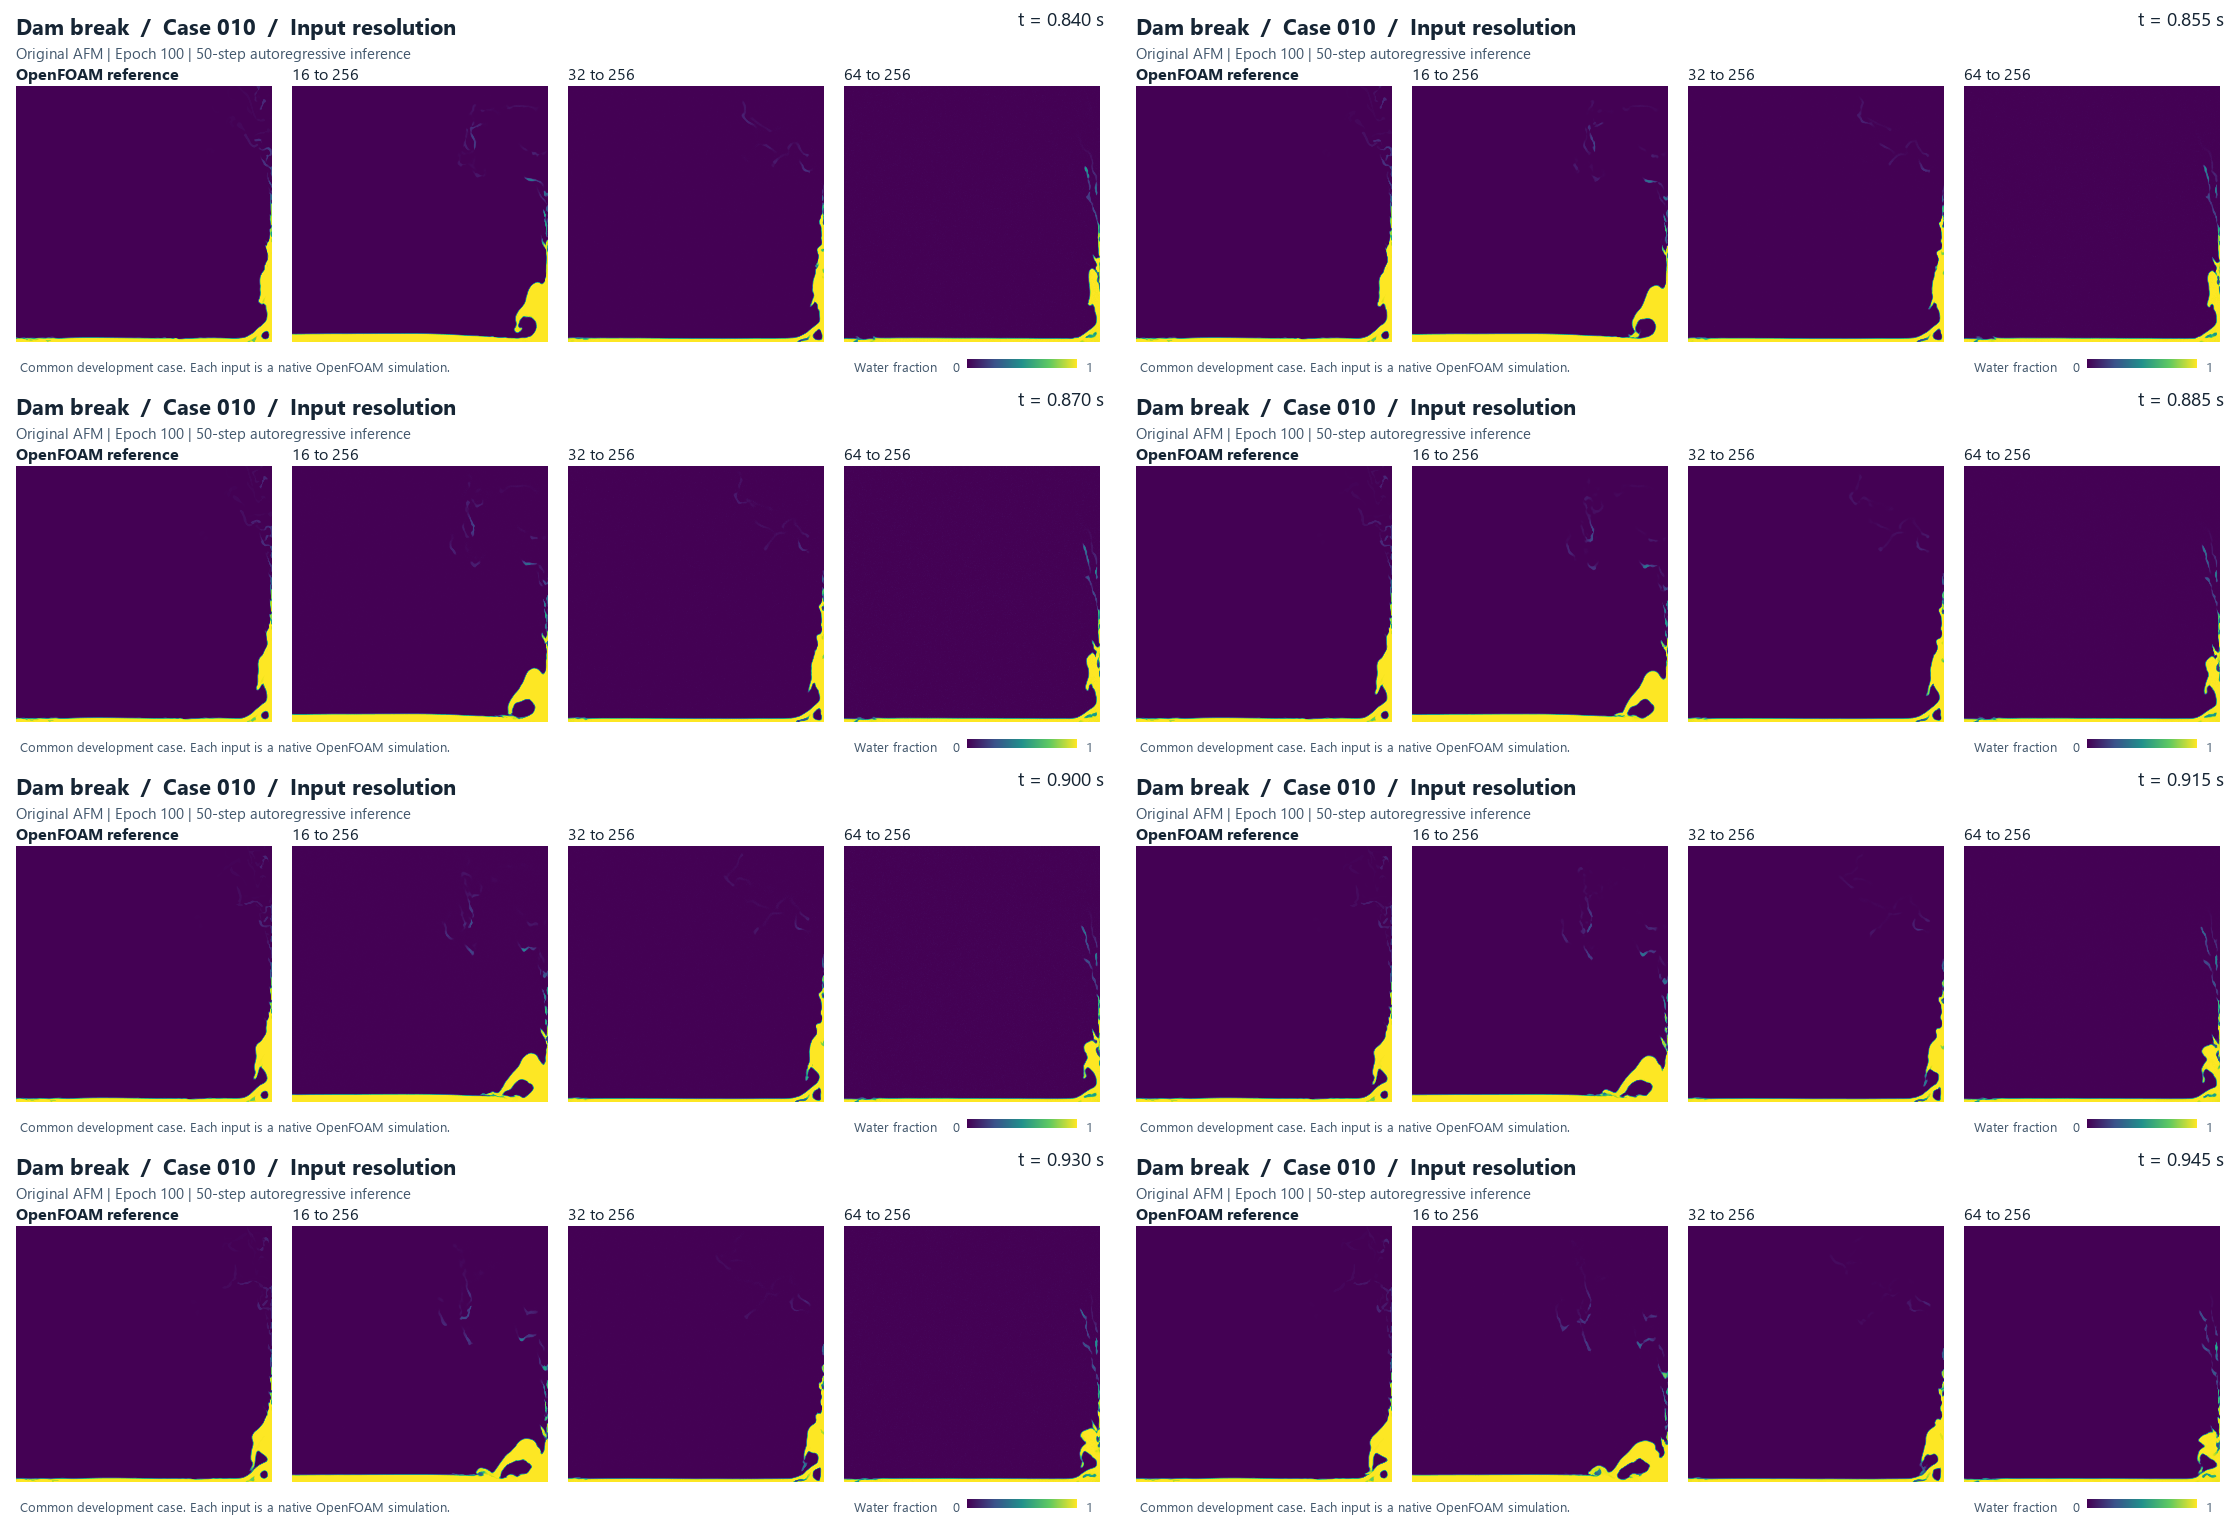 Dam break / Case 010 / Input resolution
t = 0.840 s
Original AFM | Epoch 100 | 50-step autoregressive inference
OpenFOAM reference
16 to 256
32 to 256
64 to 256
Common development case. Each input is a native OpenFOAM simulation.
Water fraction 0 1
Dam break / Case 010 / Input resolution
t = 0.855 s
Original AFM | Epoch 100 | 50-step autoregressive inference
OpenFOAM reference
16 to 256
32 to 256
64 to 256
Common development case. Each input is a native OpenFOAM simulation.
Water fraction 0 1
Dam break / Case 010 / Input resolution
t = 0.870 s
Original AFM | Epoch 100 | 50-step autoregressive inference
OpenFOAM reference
16 to 256
32 to 256
64 to 256
Common development case. Each input is a native OpenFOAM simulation.
Water fraction 0 1
Dam break / Case 010 / Input resolution
t = 0.885 s
Original AFM | Epoch 100 | 50-step autoregressive inference
OpenFOAM reference
16 to 256
32 to 256
64 to 256
Common development case. Each input is a native OpenFOAM simulation.
Water fraction 0 1
Dam break / Case 010 / Input resolution
t = 0.900 s
Original AFM | Epoch 100 | 50-step autoregressive inference
OpenFOAM reference
16 to 256
32 to 256
64 to 256
Common development case. Each input is a native OpenFOAM simulation.
Water fraction 0 1
Dam break / Case 010 / Input resolution
t = 0.915 s
Original AFM | Epoch 100 | 50-step autoregressive inference
OpenFOAM reference
16 to 256
32 to 256
64 to 256
Common development case. Each input is a native OpenFOAM simulation.
Water fraction 0 1
Dam break / Case 010 / Input resolution
t = 0.930 s
Original AFM | Epoch 100 | 50-step autoregressive inference
OpenFOAM reference
16 to 256
32 to 256
64 to 256
Common development case. Each input is a native OpenFOAM simulation.
Water fraction 0 1
Dam break / Case 010 / Input resolution
t = 0.945 s
Original AFM | Epoch 100 | 50-step autoregressive inference
OpenFOAM reference
16 to 256
32 to 256
64 to 256
Common development case. Each input is a native OpenFOAM simulation.
Water fraction 0 1